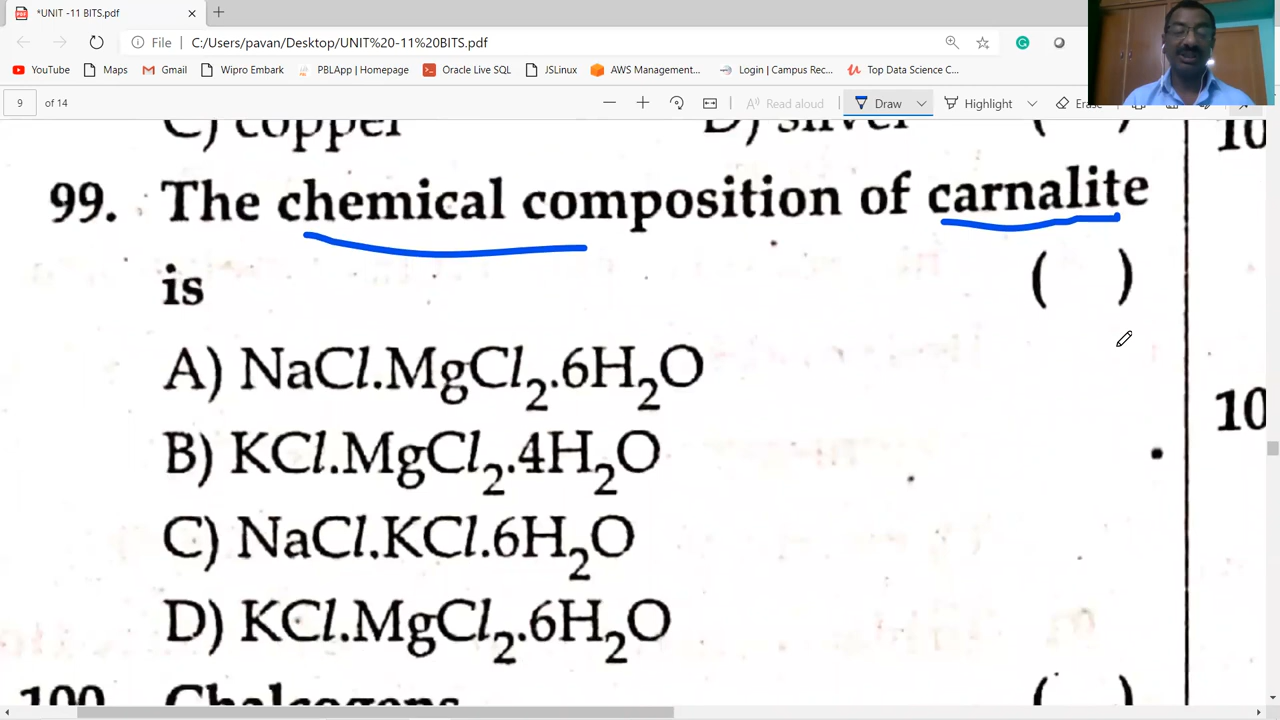 *UNIT -11 BITS.pdf
File C:/Users/pavan/Desktop/UNIT%20-11%20BITS.pdf
YouTube Maps Gmail Wipro Embark PBLApp | Homepage Oracle Live SQL JSLinux AWS Management... Login | Campus Rec... Top Data Science C...
9 of 14 Read aloud Draw Highlight Erase
C) copper D) silver ( )
10
99. The chemical composition of carnalite
is ( )
A) NaCl.MgCl2.6H2O
B) KCl.MgCl2.4H2O
10
C) NaCl.KCl.6H2O
D) KCl.MgCl2.6H2O
100. Chalcogens ( )